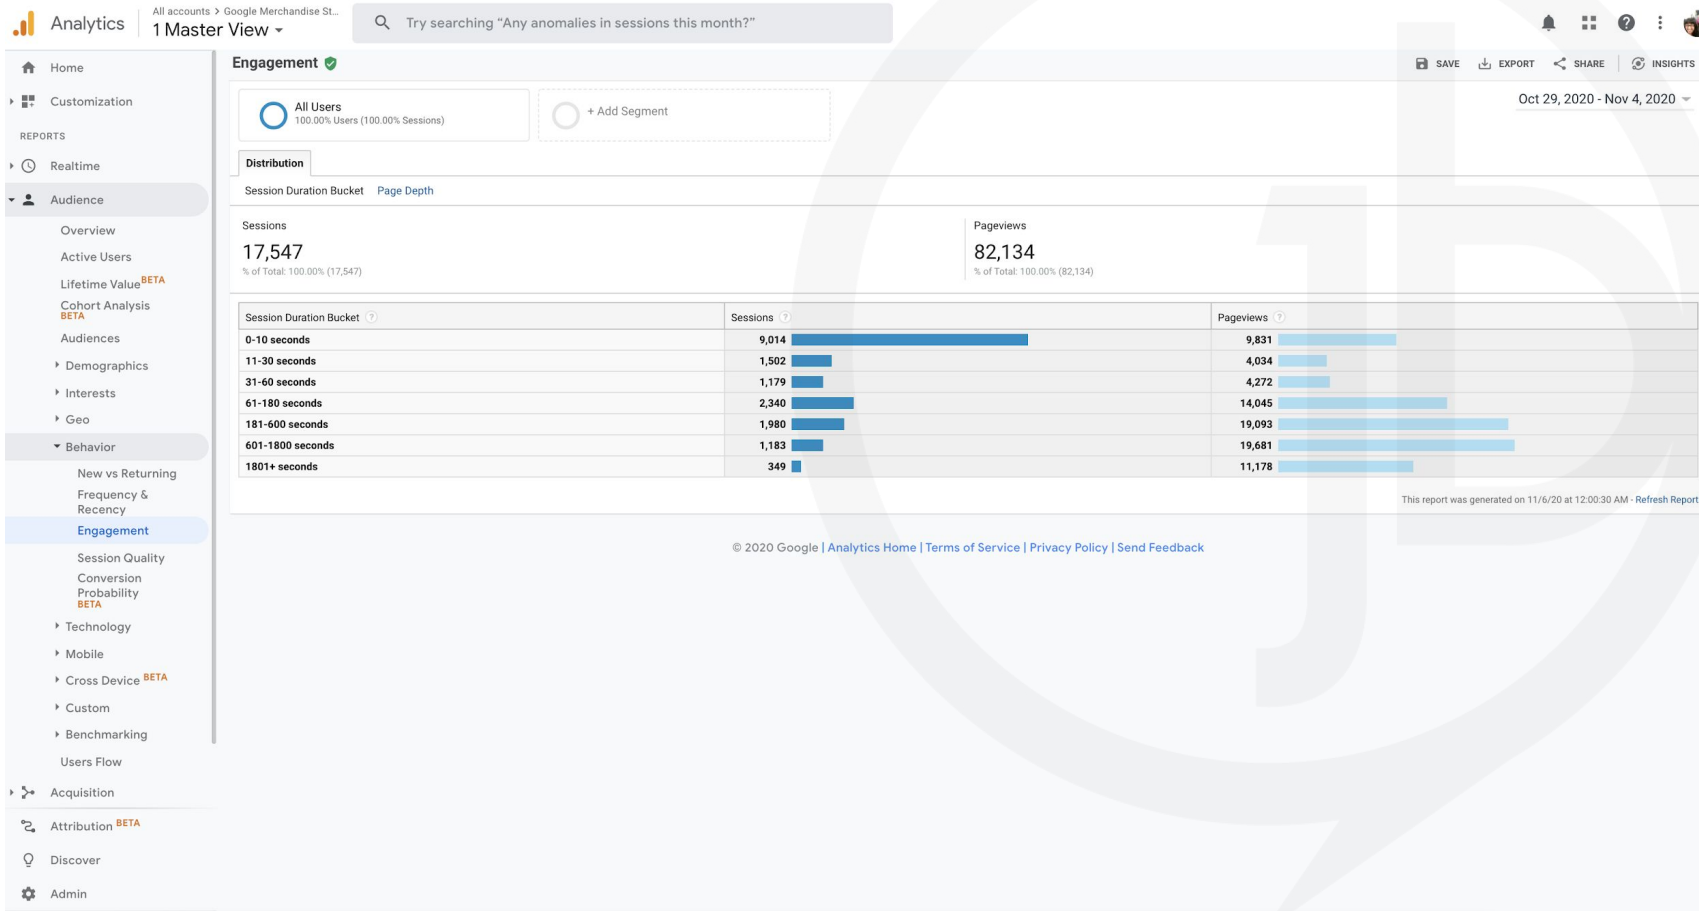 Analytics
All accounts > Google Merchandise St...
1 Master View
Try searching “Any anomalies in sessions this month?”
Home
Customization
REPORTS
Realtime
Audience
Overview
Active Users
Lifetime Value BETA
Cohort Analysis
BETA
Audiences
Demographics
Interests
Geo
Behavior
New vs Returning
Frequency &
Recency
Engagement
Session Quality
Conversion
Probability
BETA
Technology
Mobile
Cross Device BETA
Custom
Benchmarking
Users Flow
Acquisition
Attribution BETA
Discover
Admin
Engagement
SAVE EXPORT SHARE INSIGHTS
All Users
100.00% Users (100.00% Sessions)
+ Add Segment
Oct 29, 2020 - Nov 4, 2020
Distribution
Session Duration Bucket Page Depth
Sessions
17,547
% of Total: 100.00% (17,547)
Pageviews
82,134
% of Total: 100.00% (82,134)
Session Duration Bucket ? Sessions ? Pageviews ?
0-10 seconds 9,014 9,831
11-30 seconds 1,502 4,034
31-60 seconds 1,179 4,272
61-180 seconds 2,340 14,045
181-600 seconds 1,980 19,093
601-1800 seconds 1,183 19,681
1801+ seconds 349 11,178
This report was generated on 11/6/20 at 12:00:30 AM - Refresh Report
© 2020 Google | Analytics Home | Terms of Service | Privacy Policy | Send Feedback